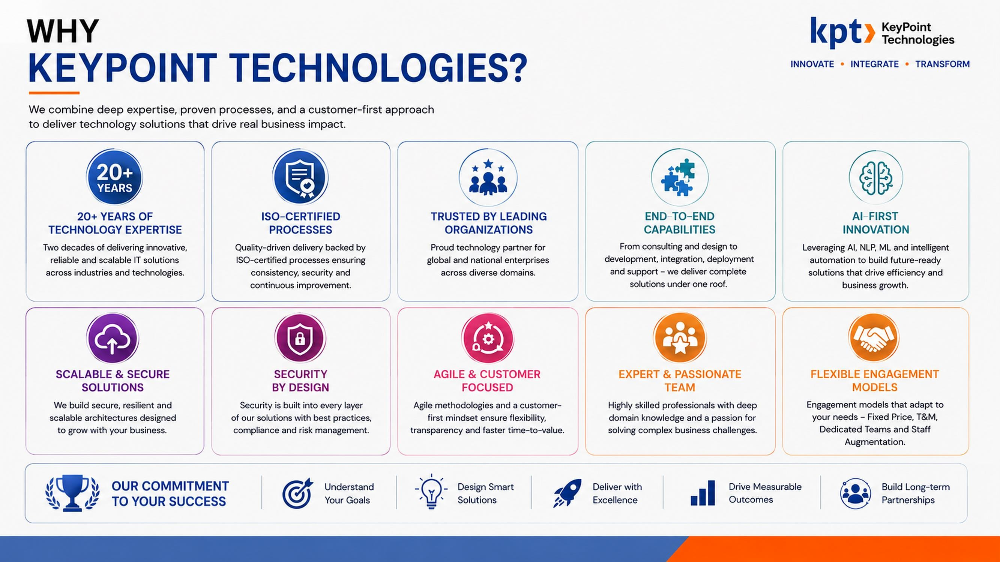 WHY
KEYPOINT TECHNOLOGIES?
kpt
KeyPoint
Technologies
INNOVATE • INTEGRATE • TRANSFORM
We combine deep expertise, proven processes, and a customer-first approach
to deliver technology solutions that drive real business impact.
20+
YEARS
20+ YEARS OF
TECHNOLOGY EXPERTISE
Two decades of delivering innovative,
reliable and scalable IT solutions
across industries and technologies.
ISO-CERTIFIED
PROCESSES
Quality-driven delivery backed by
ISO-certified processes ensuring
consistency, security and
continuous improvement.
TRUSTED BY LEADING
ORGANIZATIONS
Proud technology partner for
global and national enterprises
across diverse domains.
END-TO-END
CAPABILITIES
From consulting and design to
development, integration, deployment
and support – we deliver complete
solutions under one roof.
AI-FIRST
INNOVATION
Leveraging AI, NLP, ML and intelligent
automation to build future-ready
solutions that drive efficiency and
business growth.
SCALABLE & SECURE
SOLUTIONS
We build secure, resilient and
scalable architectures designed
to grow with your business.
SECURITY
BY DESIGN
Security is built into every layer
of our solutions with best practices,
compliance and risk management.
AGILE & CUSTOMER
FOCUSED
Agile methodologies and a customer-
first mindset ensure flexibility,
transparency and faster time-to-value.
EXPERT & PASSIONATE
TEAM
Highly skilled professionals with deep
domain knowledge and a passion for
solving complex business challenges.
FLEXIBLE ENGAGEMENT
MODELS
Engagement models that adapt to
your needs – Fixed Price, T&M,
Dedicated Teams and Staff
Augmentation.
OUR COMMITMENT
TO YOUR SUCCESS
Understand
Your Goals
Design Smart
Solutions
Deliver with
Excellence
Drive Measurable
Outcomes
Build Long-term
Partnerships